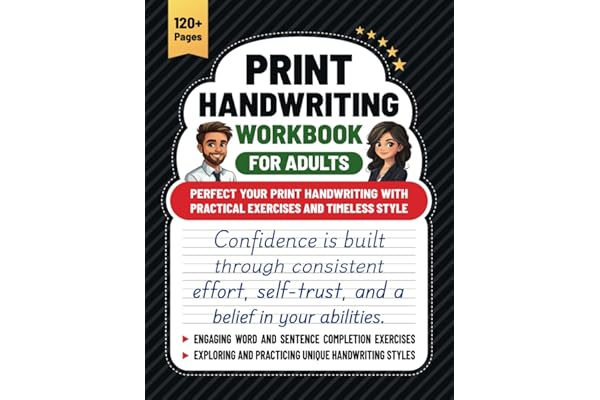 120+
Pages
PRINT
HANDWRITING
WORKBOOK
FOR ADULTS
PERFECT YOUR PRINT HANDWRITING WITH
PRACTICAL EXERCISES AND TIMELESS STYLE
Confidence is built
through consistent
effort, self-trust, and a
belief in your abilities.
ENGAGING WORD AND SENTENCE COMPLETION EXERCISES
EXPLORING AND PRACTICING UNIQUE HANDWRITING STYLES